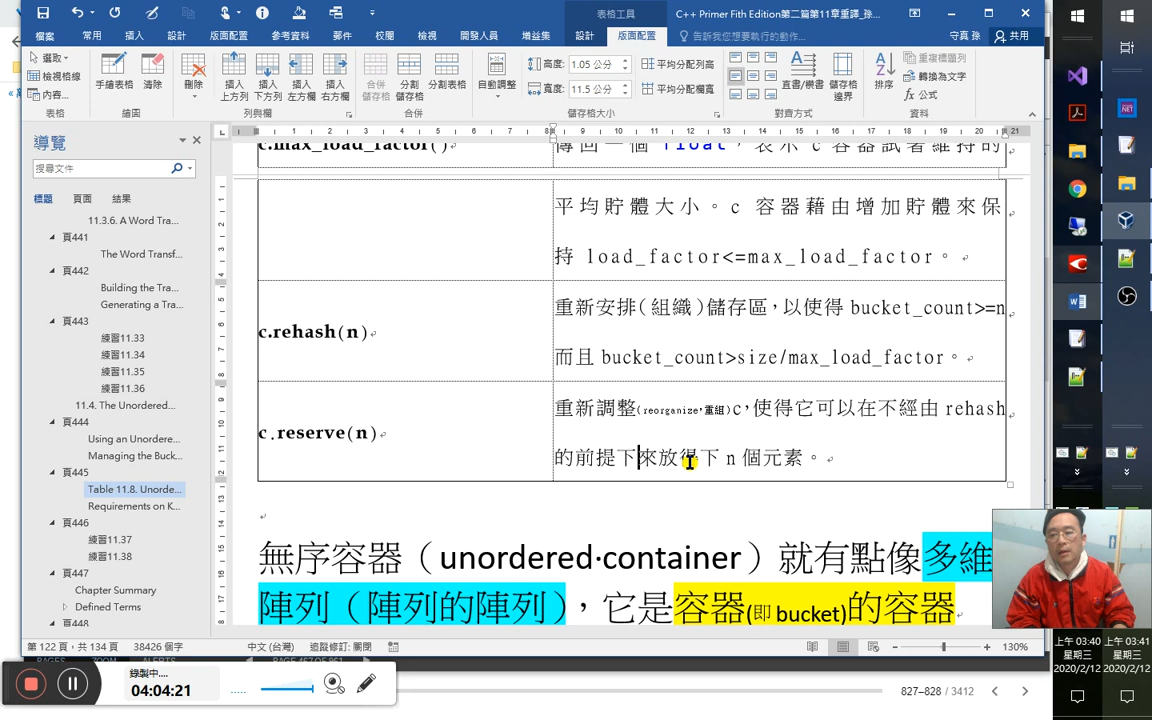 C++ Primer Fith Edition第二篇第11章重譯_孫...
表格工具
檔案
常用
插入
設計
版面配置
參考資料
郵件
校閱
檢視
開發人員
增益集
設計
版面配置
告訴我您想要執行的動作...
守真 孫
共用
選取
檢視格線
內容...
表格
手繪表格
清除
繪圖
刪除
插入上方列
插入下方列
插入左方欄
插入右方欄
列與欄
合併儲存格
分割儲存格
分割表格
合併
自動調整
高度: 1.05 公分
寬度: 11.5 公分
平均分配列高
平均分配欄寬
儲存格大小
直書/橫書
儲存格邊界
對齊方式
排序
重複標題列
轉換為文字
公式
資料
導覽
搜尋文件
標題
頁面
結果
11.3.6. A Word Tra...
頁441
The Word Transf...
頁442
Building the Tra...
Generating a Tra...
頁443
練習11.33
練習11.34
練習11.35
練習11.36
11.4. The Unordered...
頁444
Using an Unordere...
Managing the Buck...
頁445
Table 11.8. Unorde...
Requirements on K...
頁446
練習11.37
練習11.38
頁447
Chapter Summary
Defined Terms
頁448
c.max_load_factor()
傳回一個 float，表示 c 容器試著維持的
平均貯體大小。c 容器藉由增加貯體來保
持 load_factor<=max_load_factor。
c.rehash(n)
重新安排(組織)儲存區，以使得 bucket_count>=n
而且 bucket_count>size/max_load_factor。
c.reserve(n)
重新調整(reorganize,重組)c，使得它可以在不經由 rehash
的前提下來放得下 n 個元素。
無序容器（unordered·container）就有點像多維
陣列（陣列的陣列），它是容器(即 bucket)的容器
第 122 頁，共 134 頁
38426 個字
中文 (台灣)
追蹤修訂: 關閉
130%
錄製中...
04:04:21
827–828 / 3412
上午 03:40
星期三
2020/2/12
上午 03:41
星期三
2020/2/12